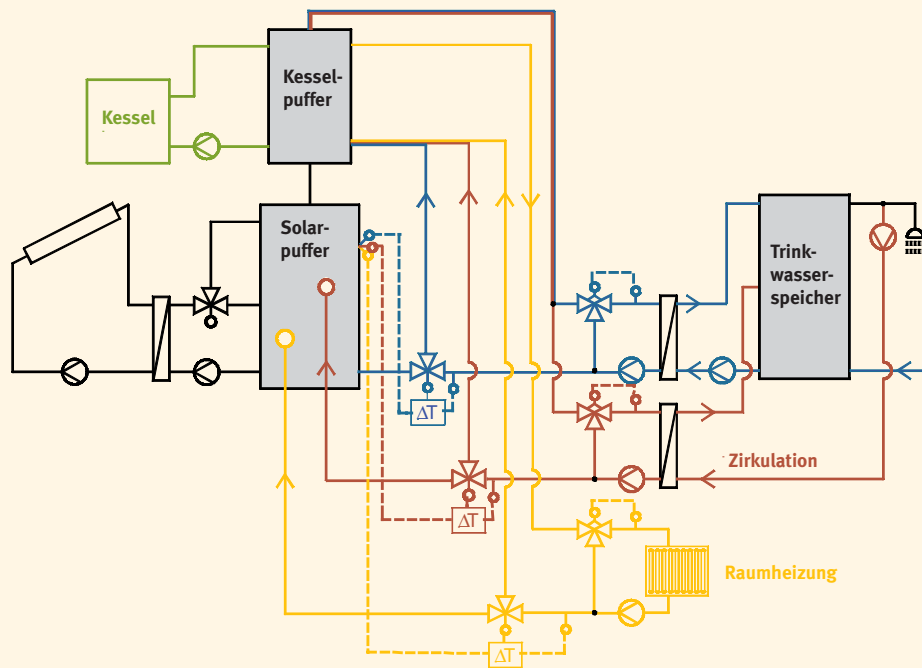 Kessel-
puffer
Kessel
Solar-
puffer
Trink-
wasser-
speicher
ΔT
Zirkulation
ΔT
Raumheizung
ΔT